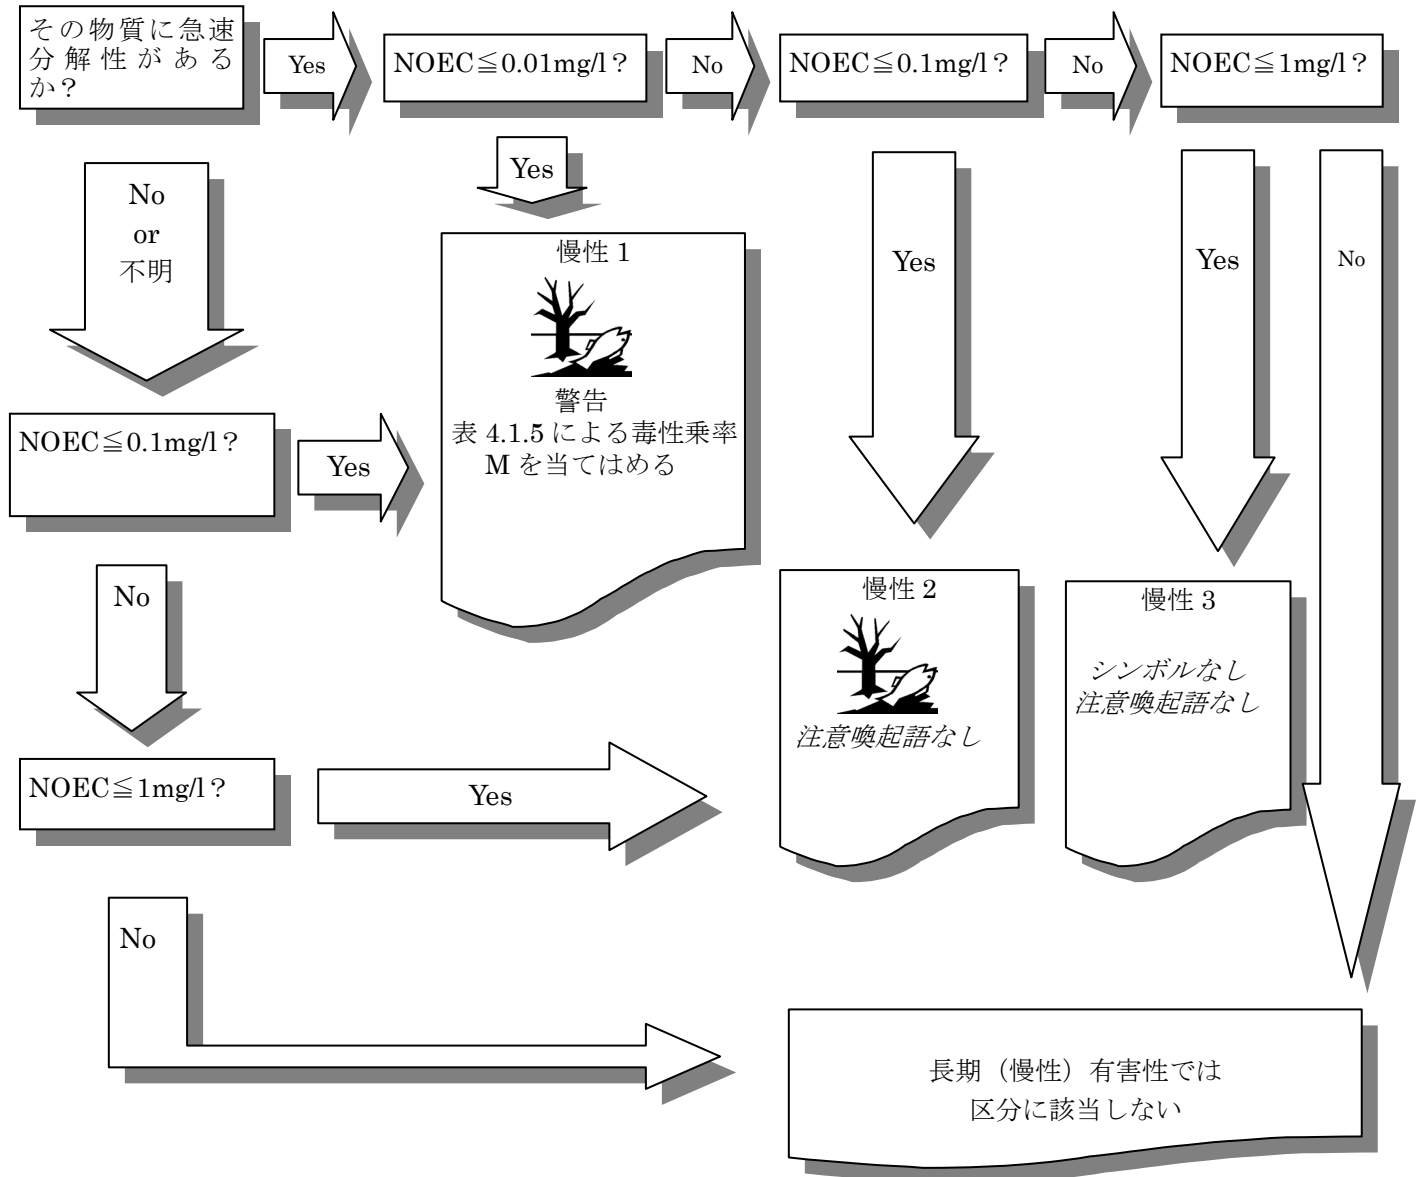 その物質に急速
分解性がある
か？
Yes
NOEC≦0.01mg/l？
No
NOEC≦0.1mg/l？
No
NOEC≦1mg/l？
No
or
不明
Yes
慢性 1
警告
表 4.1.5 による毒性乗率
M を当てはめる
Yes
Yes
No
NOEC≦0.1mg/l？
Yes
No
慢性 2
注意喚起語なし
慢性 3
シンボルなし
注意喚起語なし
NOEC≦1mg/l？
Yes
No
長期（慢性）有害性では
区分に該当しない